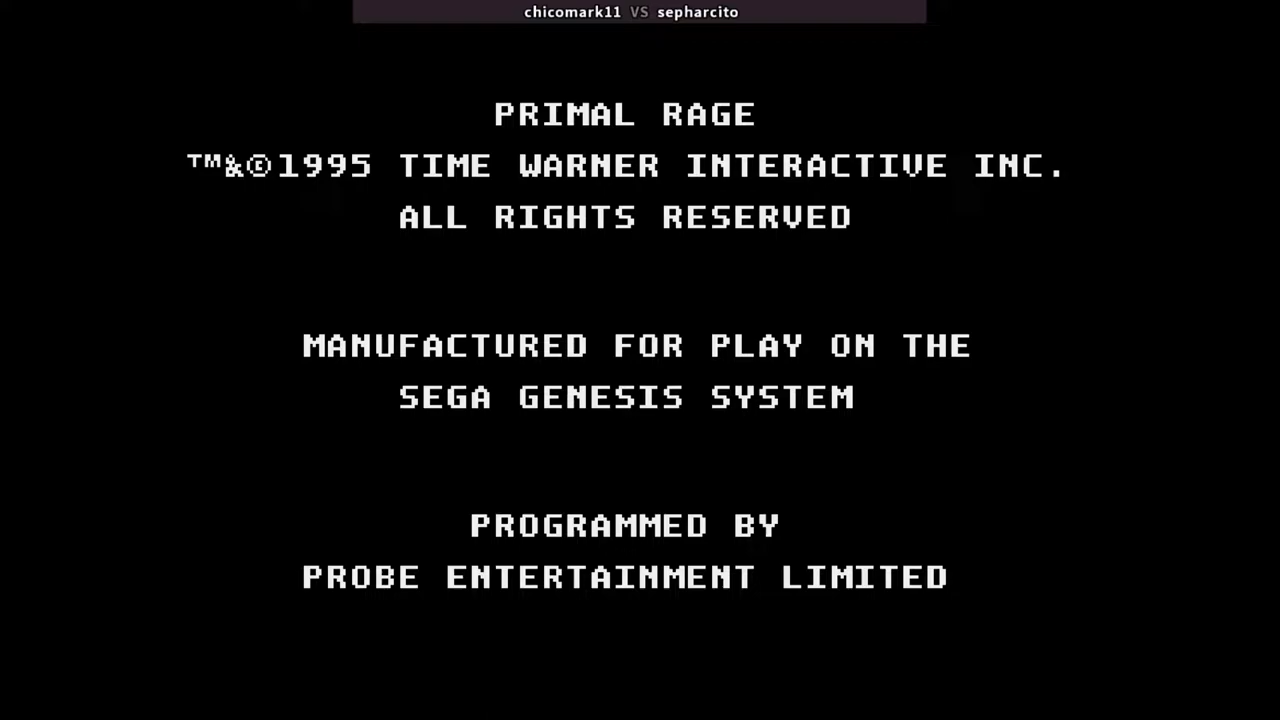 chicomark11 VS sepharcito
PRIMAL RAGE
™&©1995 TIME WARNER INTERACTIVE INC.
ALL RIGHTS RESERVED
MANUFACTURED FOR PLAY ON THE
SEGA GENESIS SYSTEM
PROGRAMMED BY
PROBE ENTERTAINMENT LIMITED